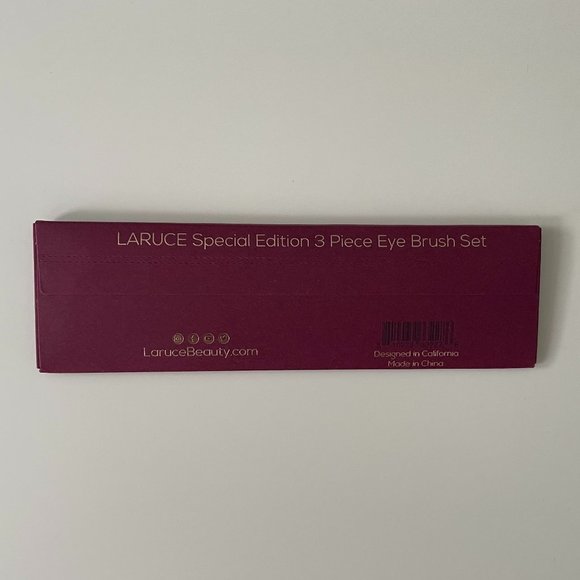 LARUCE Special Edition 3 Piece Eye Brush Set
LaruceBeauty.com
Designed in California
Made in China